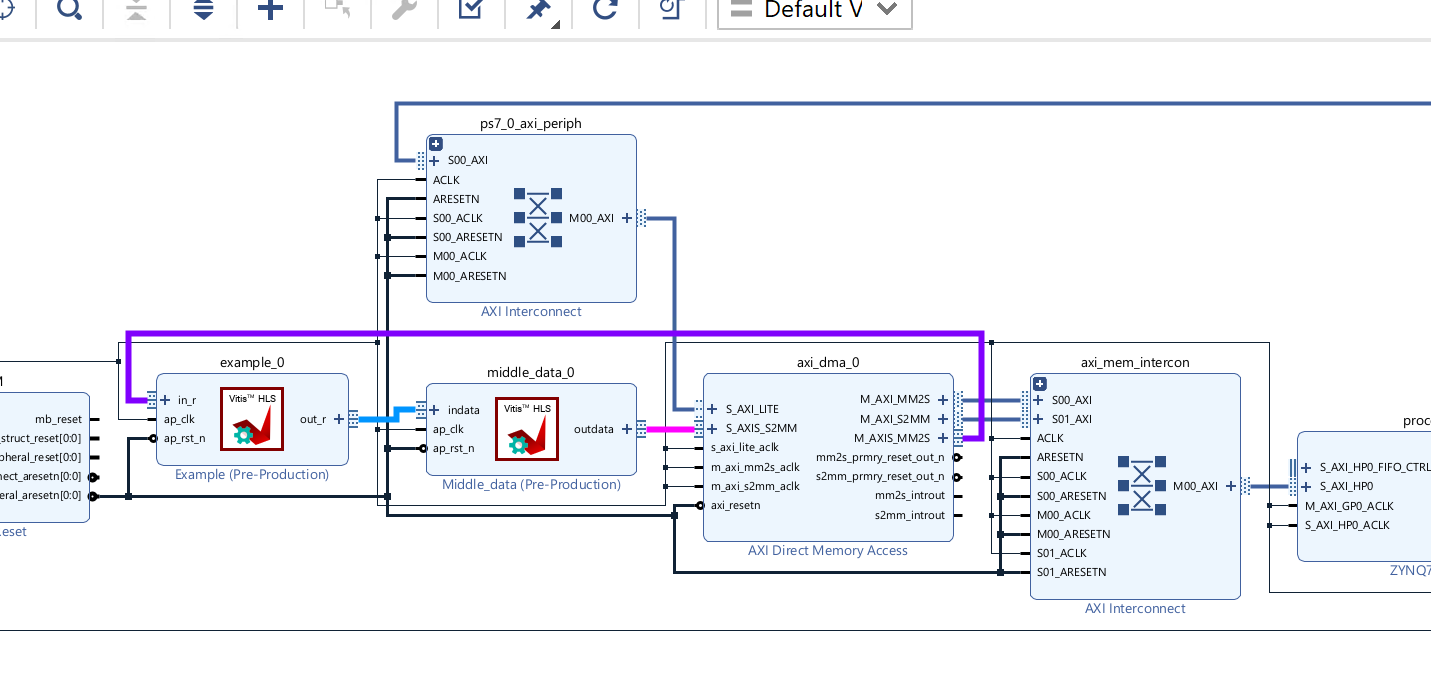 Default V
ps7_0_axi_periph
S00_AXI
ACLK
ARESETN
S00_ACLK
S00_ARESETN
M00_ACLK
M00_ARESETN
M00_AXI
AXI Interconnect
M
mb_reset
_struct_reset[0:0]
pheral_reset[0:0]
nect_aresetn[0:0]
eral_aresetn[0:0]
eset
example_0
in_r
ap_clk
ap_rst_n
Vitis™ HLS
out_r
Example (Pre-Production)
middle_data_0
indata
ap_clk
ap_rst_n
Vitis™ HLS
outdata
Middle_data (Pre-Production)
axi_dma_0
S_AXI_LITE
S_AXIS_S2MM
s_axi_lite_aclk
m_axi_mm2s_aclk
m_axi_s2mm_aclk
axi_resetn
M_AXI_MM2S
M_AXI_S2MM
M_AXIS_MM2S
mm2s_prmry_reset_out_n
s2mm_prmry_reset_out_n
mm2s_introut
s2mm_introut
AXI Direct Memory Access
axi_mem_intercon
S00_AXI
S01_AXI
ACLK
ARESETN
S00_ACLK
S00_ARESETN
M00_ACLK
M00_ARESETN
S01_ACLK
S01_ARESETN
M00_AXI
AXI Interconnect
proc
S_AXI_HP0_FIFO_CTRL
S_AXI_HP0
M_AXI_GP0_ACLK
S_AXI_HP0_ACLK
ZYNQ7